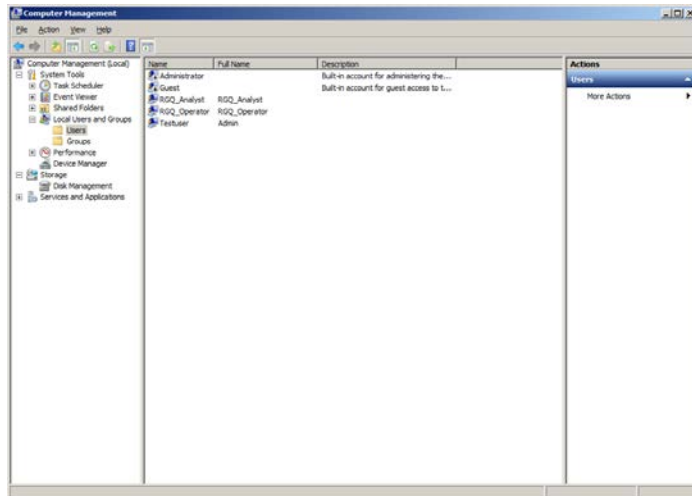 Computer Management
File Action View Help
Computer Management (Local)
System Tools
Task Scheduler
Event Viewer
Shared Folders
Local Users and Groups
Users
Groups
Performance
Device Manager
Storage
Disk Management
Services and Applications
Name Full Name Description
Administrator Built-in account for administering the...
Guest Built-in account for guest access to t...
RGQ_Analyst RGQ_Analyst
RGQ_Operator RGQ_Operator
Testuser Admin
Actions
Users
More Actions